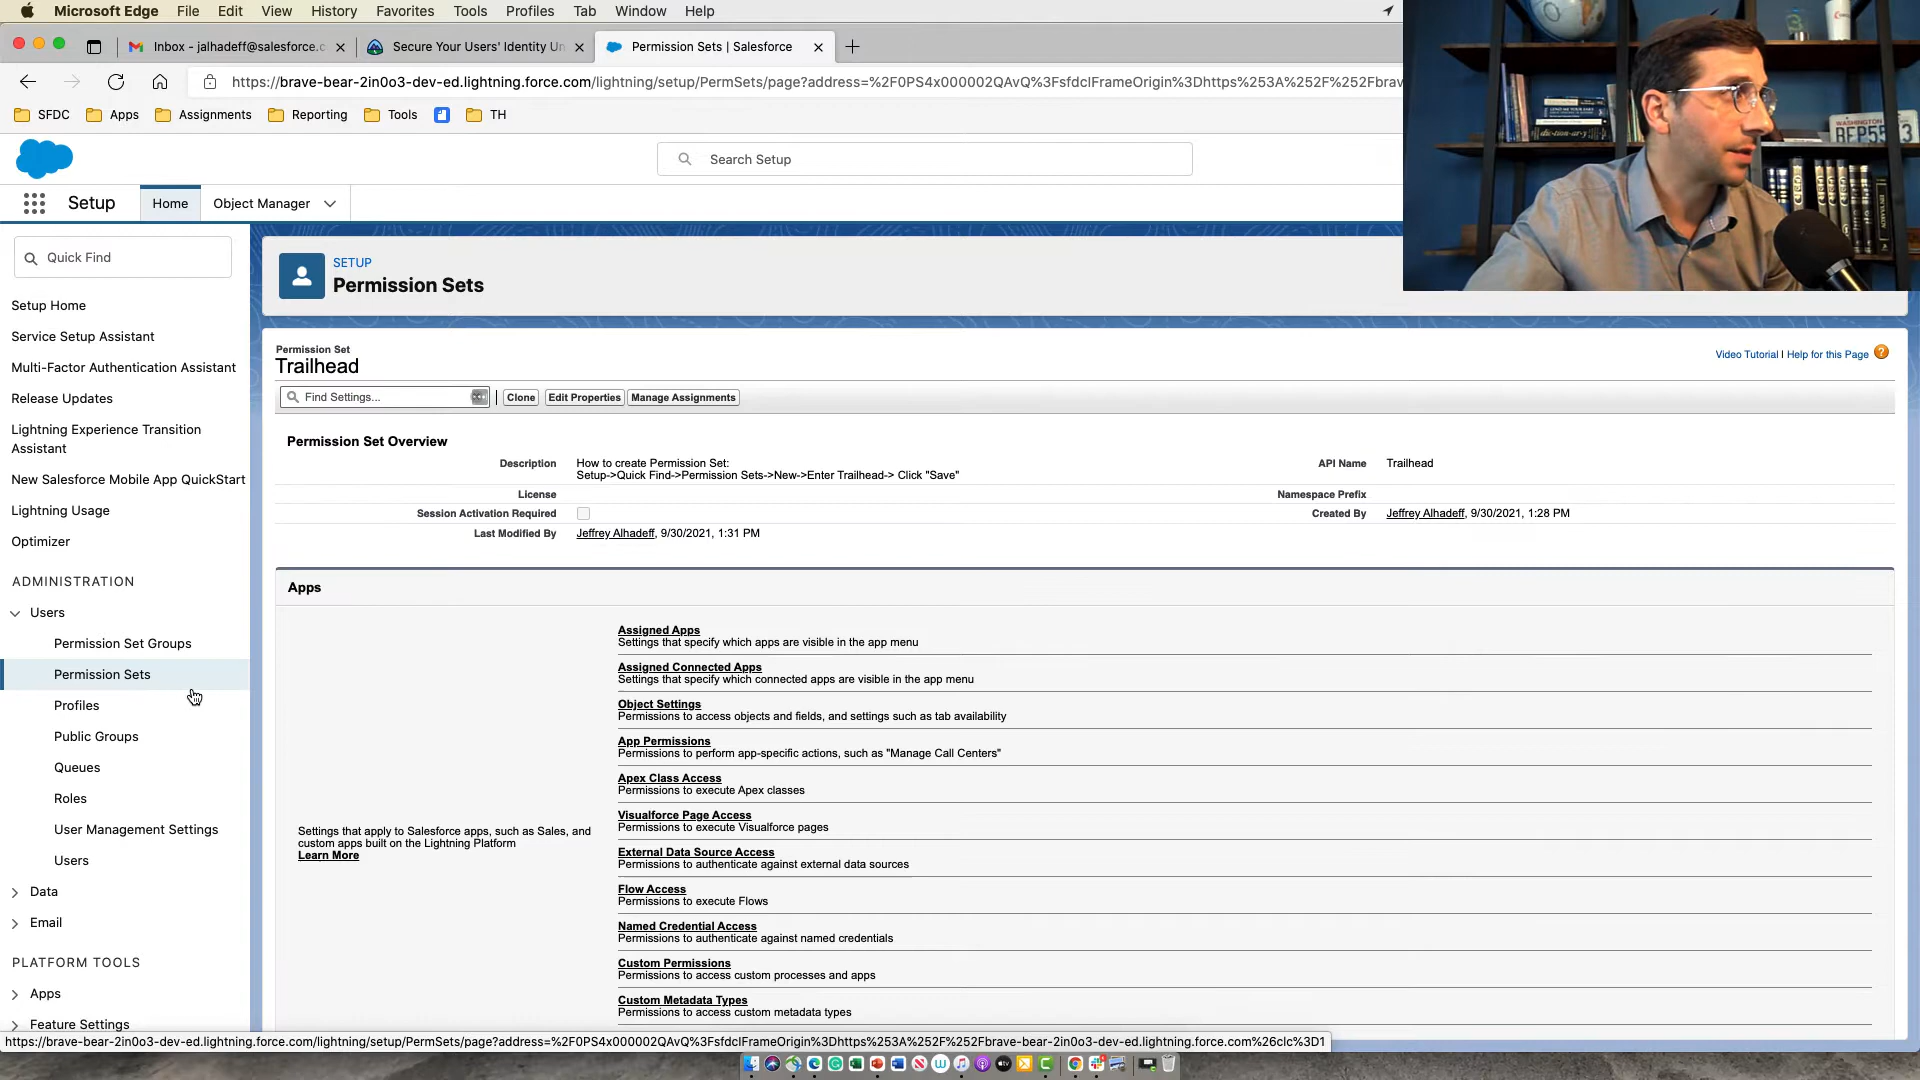 Microsoft Edge File Edit View History Favorites Tools Profiles Tab Window Help
Inbox - jalhadeff@salesforce.c
Secure Your Users' Identity Un
Permission Sets | Salesforce
https://brave-bear-2in0o3-dev-ed.lightning.force.com/lightning/setup/PermSets/page?address=%2F0PS4x000002QAvQ%3FsfdcIFrameOrigin%3Dhttps%253A%252F%252Fbrav
SFDC Apps Assignments Reporting Tools TH
Search Setup
Setup Home Object Manager
Quick Find
Setup Home
Service Setup Assistant
Multi-Factor Authentication Assistant
Release Updates
Lightning Experience Transition
Assistant
New Salesforce Mobile App QuickStart
Lightning Usage
Optimizer
ADMINISTRATION
Users
Permission Set Groups
Permission Sets
Profiles
Public Groups
Queues
Roles
User Management Settings
Users
Data
Email
PLATFORM TOOLS
Apps
Feature Settings
SETUP
Permission Sets
Permission Set
Trailhead
Video Tutorial | Help for this Page
Find Settings... | Clone Edit Properties Manage Assignments
Permission Set Overview
Description How to create Permission Set:
Setup->Quick Find->Permission Sets->New->Enter Trailhead-> Click "Save"
API Name Trailhead
License
Namespace Prefix
Session Activation Required
Created By Jeffrey Alhadeff, 9/30/2021, 1:28 PM
Last Modified By Jeffrey Alhadeff, 9/30/2021, 1:31 PM
Apps
Settings that apply to Salesforce apps, such as Sales, and
custom apps built on the Lightning Platform
Learn More
Assigned Apps
Settings that specify which apps are visible in the app menu
Assigned Connected Apps
Settings that specify which connected apps are visible in the app menu
Object Settings
Permissions to access objects and fields, and settings such as tab availability
App Permissions
Permissions to perform app-specific actions, such as "Manage Call Centers"
Apex Class Access
Permissions to execute Apex classes
Visualforce Page Access
Permissions to execute Visualforce pages
External Data Source Access
Permissions to authenticate against external data sources
Flow Access
Permissions to execute Flows
Named Credential Access
Permissions to authenticate against named credentials
Custom Permissions
Permissions to access custom processes and apps
Custom Metadata Types
Permissions to access custom metadata types
https://brave-bear-2in0o3-dev-ed.lightning.force.com/lightning/setup/PermSets/page?address=%2F0PS4x000002QAvQ%3FsfdcIFrameOrigin%3Dhttps%253A%252F%252Fbrave-bear-2in0o3-dev-ed.lightning.force.com%26clc%3D1
WASHINGTON